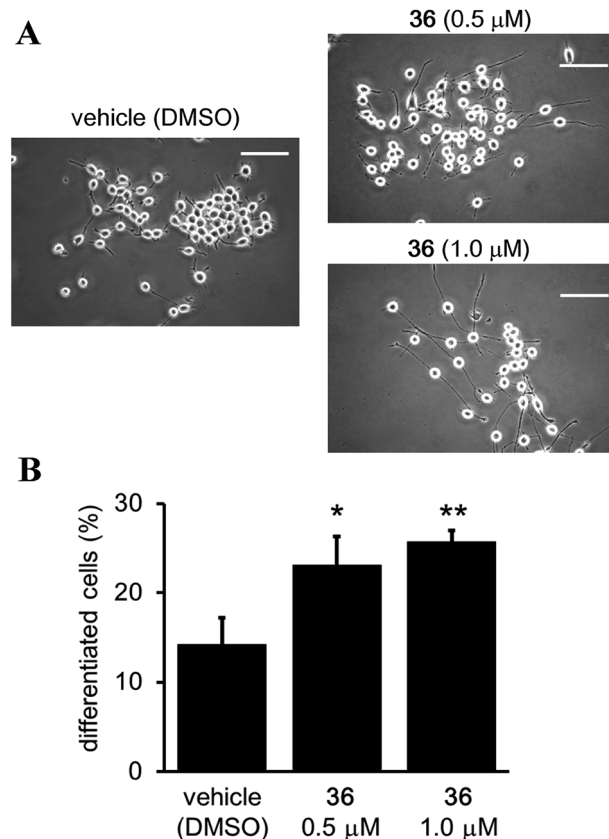 A
vehicle (DMSO)
36 (0.5 μM)
36 (1.0 μM)
B
differentiated cells (%)
30
20
10
0
*
**
vehicle
(DMSO)
36
0.5 μM
36
1.0 μM